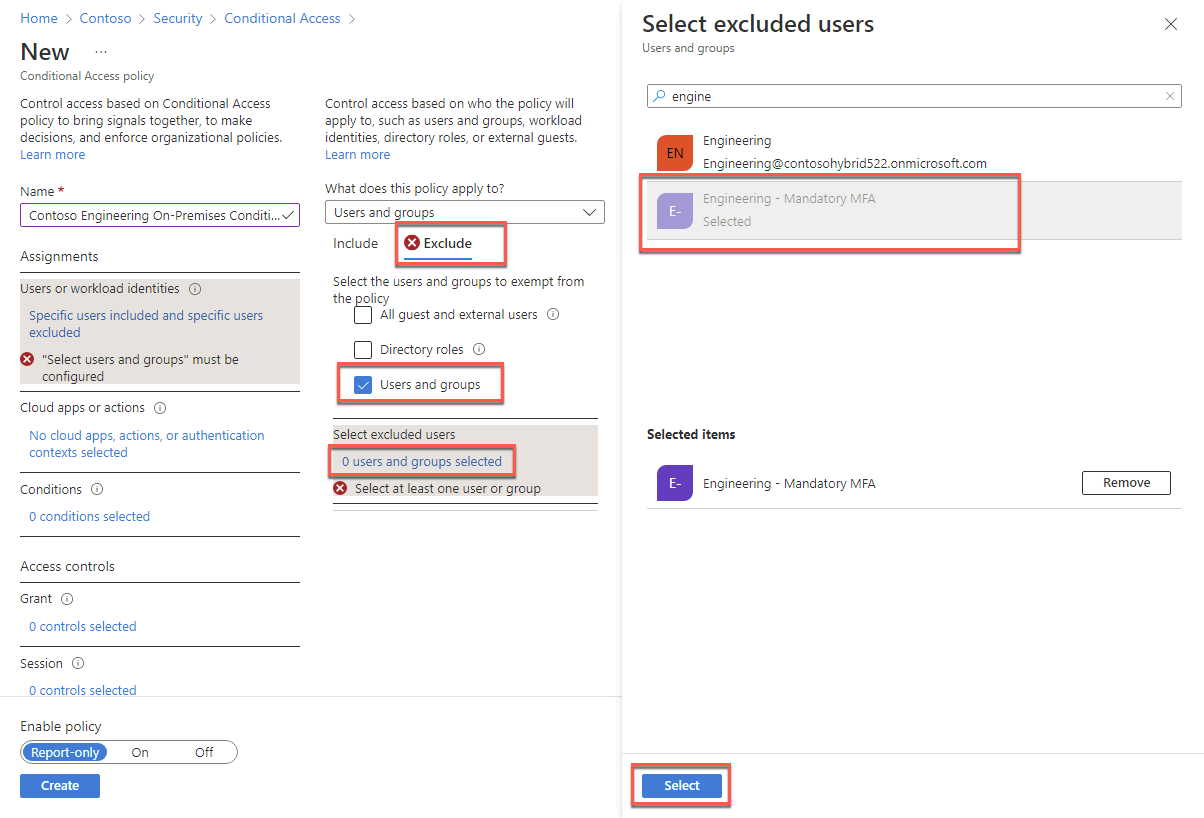 Home > Contoso > Security > Conditional Access >
New ...
Conditional Access policy
Control access based on Conditional Access
policy to bring signals together, to make
decisions, and enforce organizational policies.
Learn more
Name *
Contoso Engineering On-Premises Conditi...
Assignments
Users or workload identities
Specific users included and specific users
excluded
"Select users and groups" must be
configured
Cloud apps or actions
No cloud apps, actions, or authentication
contexts selected
Conditions
0 conditions selected
Access controls
Grant
0 controls selected
Session
0 controls selected
Enable policy
Report-only On Off
Create
Control access based on who the policy will
apply to, such as users and groups, workload
identities, directory roles, or external guests.
Learn more
What does this policy apply to?
Users and groups
Include Exclude
Select the users and groups to exempt from
the policy
All guest and external users
Directory roles
Users and groups
Select excluded users
0 users and groups selected
Select at least one user or group
Select excluded users
Users and groups
engine
EN
Engineering
Engineering@contosohybrid522.onmicrosoft.com
E-
Engineering - Mandatory MFA
Selected
Selected items
E- Engineering - Mandatory MFA Remove
Select